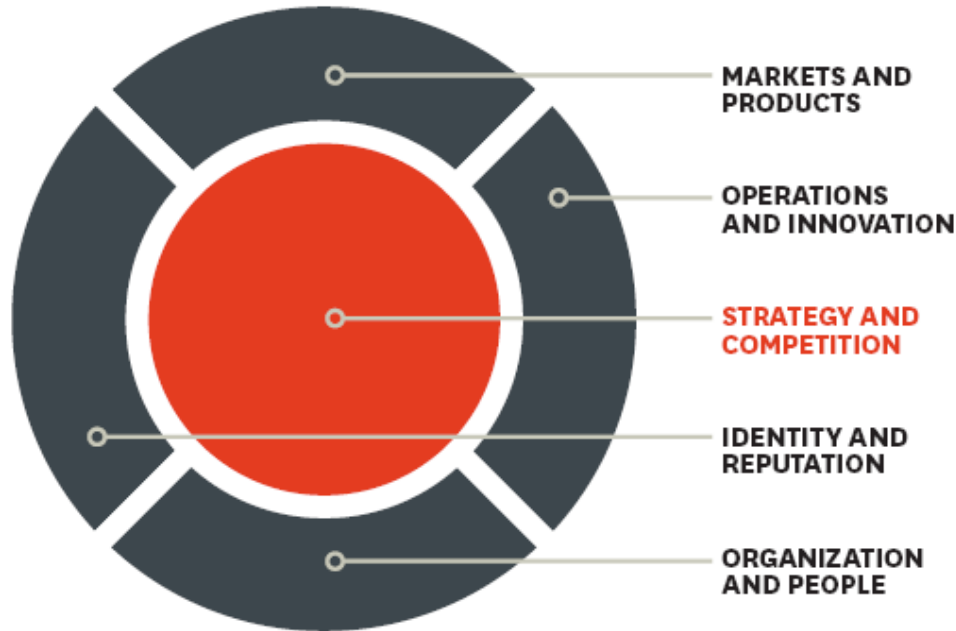 MARKETS AND
PRODUCTS
OPERATIONS
AND INNOVATION
STRATEGY AND
COMPETITION
IDENTITY AND
REPUTATION
ORGANIZATION
AND PEOPLE